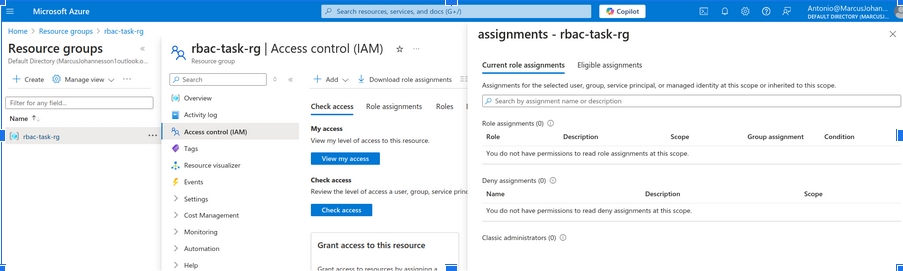 Microsoft Azure
Search resources, services, and docs (G+/)
Copilot
Antonio@MarcusJohan...
DEFAULT DIRECTORY (MARCUSJ...
Home > Resource groups > rbac-task-rg
Resource groups
Default Directory (MarcusJohannesson1outlook.o...
+ Create
Manage view
...
Filter for any field...
Name ↑
rbac-task-rg
...
rbac-task-rg | Access control (IAM)
...
Resource group
Search
Overview
Activity log
Access control (IAM)
Tags
Resource visualizer
Events
Settings
Cost Management
Monitoring
Automation
Help
+ Add
Download role assignments
Check access
Role assignments
Roles
My access
View my level of access to this resource.
View my access
Check access
Review the level of access a user, group, service princ
Check access
Grant access to this resource
Grant access to resources by assigning a
assignments - rbac-task-rg
Current role assignments
Eligible assignments
Assignments for the selected user, group, service principal, or managed identity at this scope or inherited to this scope.
Search by assignment name or description
Role assignments (0)
Role
Description
Scope
Group assignment
Condition
You do not have permissions to read role assignments at this scope.
Deny assignments (0)
Name
Description
Scope
You do not have permissions to read deny assignments at this scope.
Classic administrators (0)